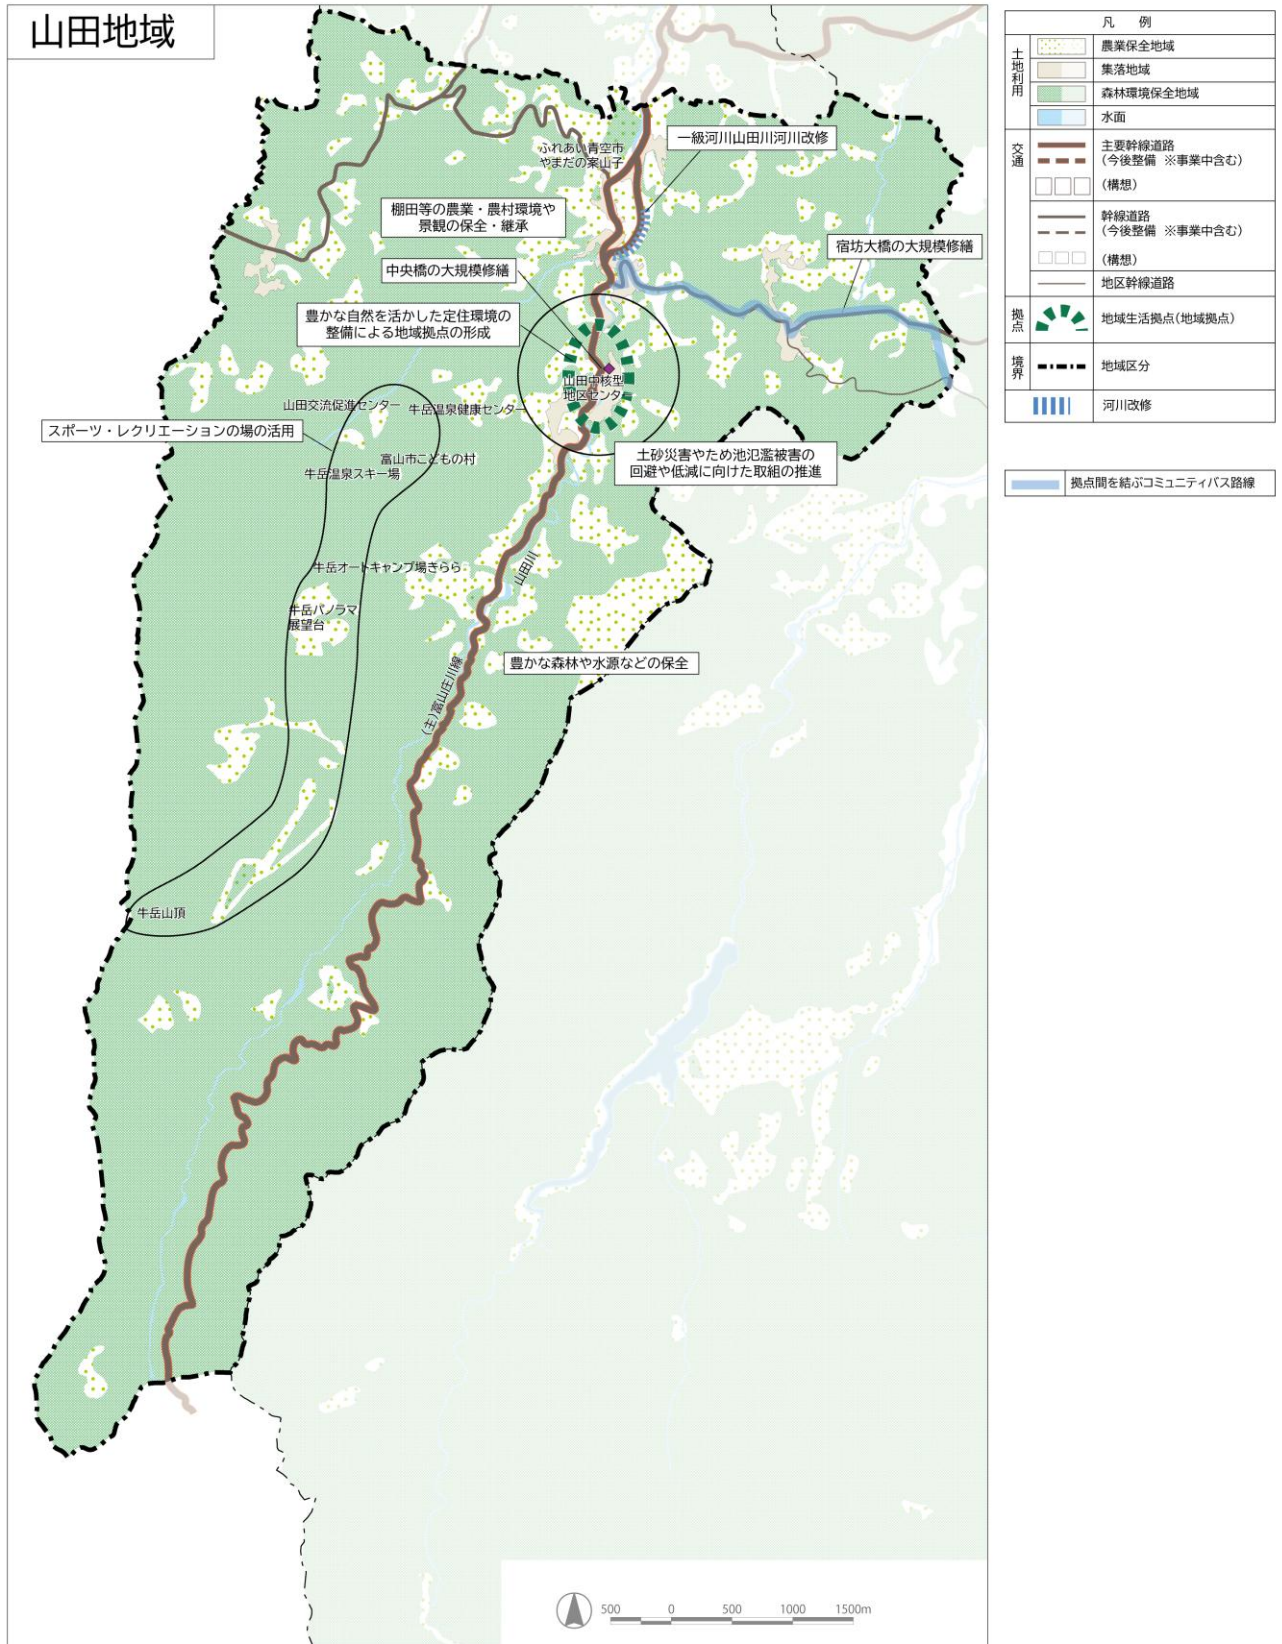 山田地域
一級河川山田川河川改修
ふれあい青空市
やまだの案山子
棚田等の農業・農村環境や
景観の保全・継承
宿坊大橋の大規模修繕
中央橋の大規模修繕
豊かな自然を活かした定住環境の
整備による地域拠点の形成
山田中核型
地区センター
山田交流促進センター
牛岳温泉健康センター
スポーツ・レクリエーションの場の活用
富山市こどもの村
牛岳温泉スキー場
土砂災害やため池氾濫被害の
回避や低減に向けた取組の推進
牛岳オートキャンプ場きらら
山田川
牛岳パノラマ
展望台
豊かな森林や水源などの保全
(主)富山庄川線
牛岳山頂
500 0 500 1000 1500m
凡 例
土地利用
農業保全地域
集落地域
森林環境保全地域
水面
交通
主要幹線道路
(今後整備 ※事業中含む)
(構想)
幹線道路
(今後整備 ※事業中含む)
(構想)
地区幹線道路
拠点
地域生活拠点(地域拠点)
境界
地域区分
河川改修
拠点間を結ぶコミュニティバス路線